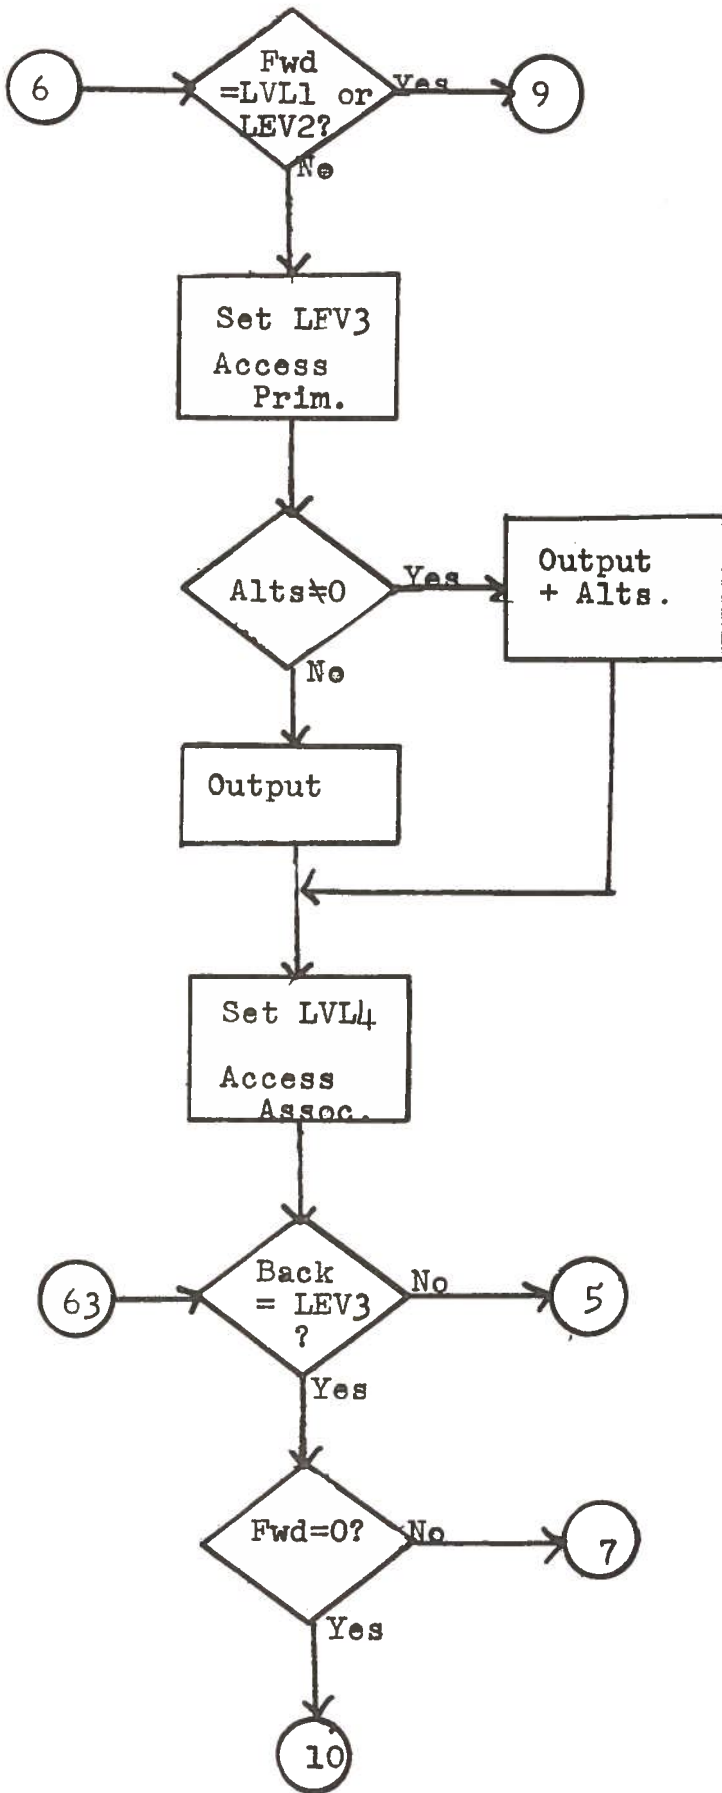 6
Fwd
=LVL1 or
LEV2?
Yes
9
No
Set LEV3
Access
Prim.
Alts≠0
Yes
Output
+ Alts.
No
Output
Set LVL4
Access
Assoc.
63
Back
= LEV3
?
No
5
Yes
Fwd=0?
No
7
Yes
10